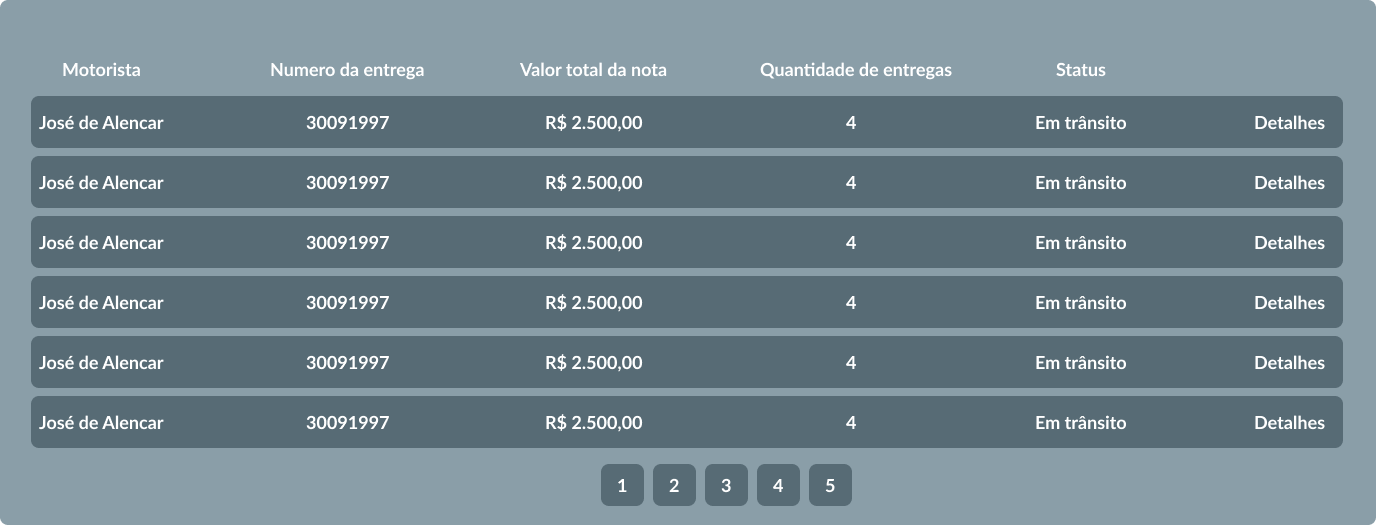 Motorista Numero da entrega Valor total da nota Quantidade de entregas Status
José de Alencar 30091997 R$ 2.500,00 4 Em trânsito Detalhes
José de Alencar 30091997 R$ 2.500,00 4 Em trânsito Detalhes
José de Alencar 30091997 R$ 2.500,00 4 Em trânsito Detalhes
José de Alencar 30091997 R$ 2.500,00 4 Em trânsito Detalhes
José de Alencar 30091997 R$ 2.500,00 4 Em trânsito Detalhes
José de Alencar 30091997 R$ 2.500,00 4 Em trânsito Detalhes
1 2 3 4 5